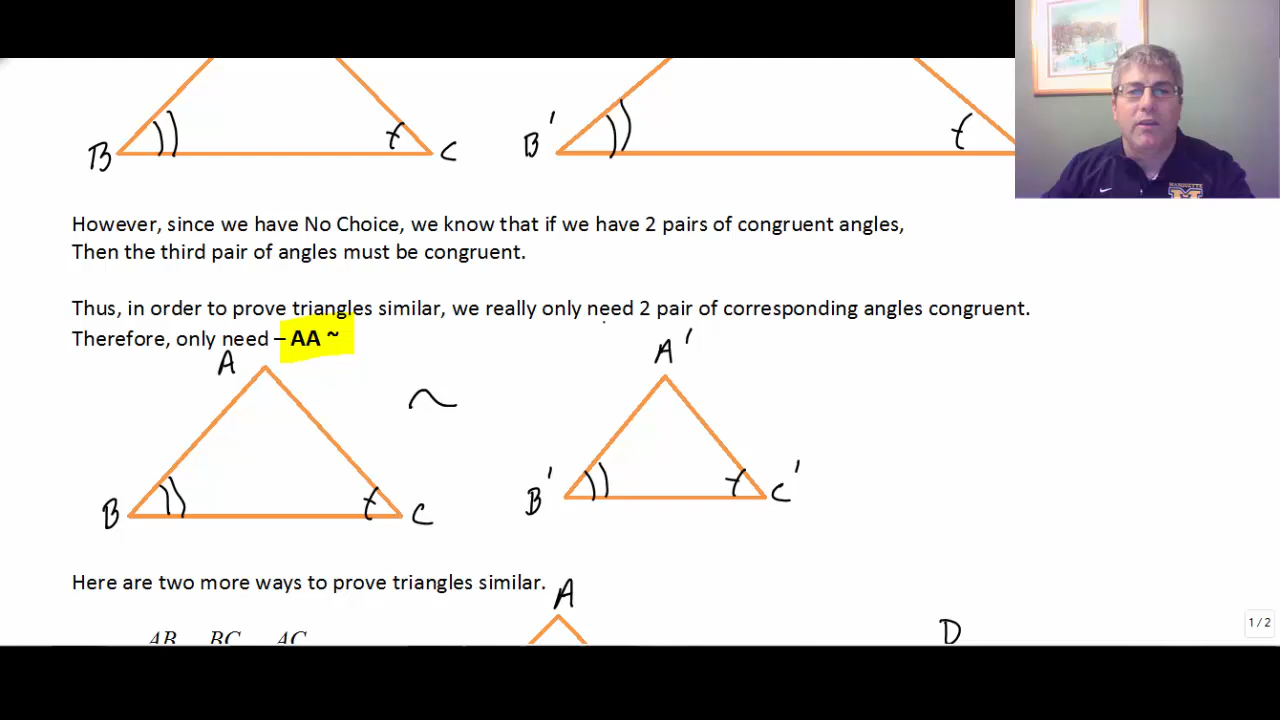 B C B' 
However, since we have No Choice, we know that if we have 2 pairs of congruent angles,
Then the third pair of angles must be congruent.
Thus, in order to prove triangles similar, we really only need 2 pair of corresponding angles congruent.
Therefore, only need – AA ~
A ~ A'
B C B' C'
Here are two more ways to prove triangles similar.
A
AB BC AC
D
1 / 2
M